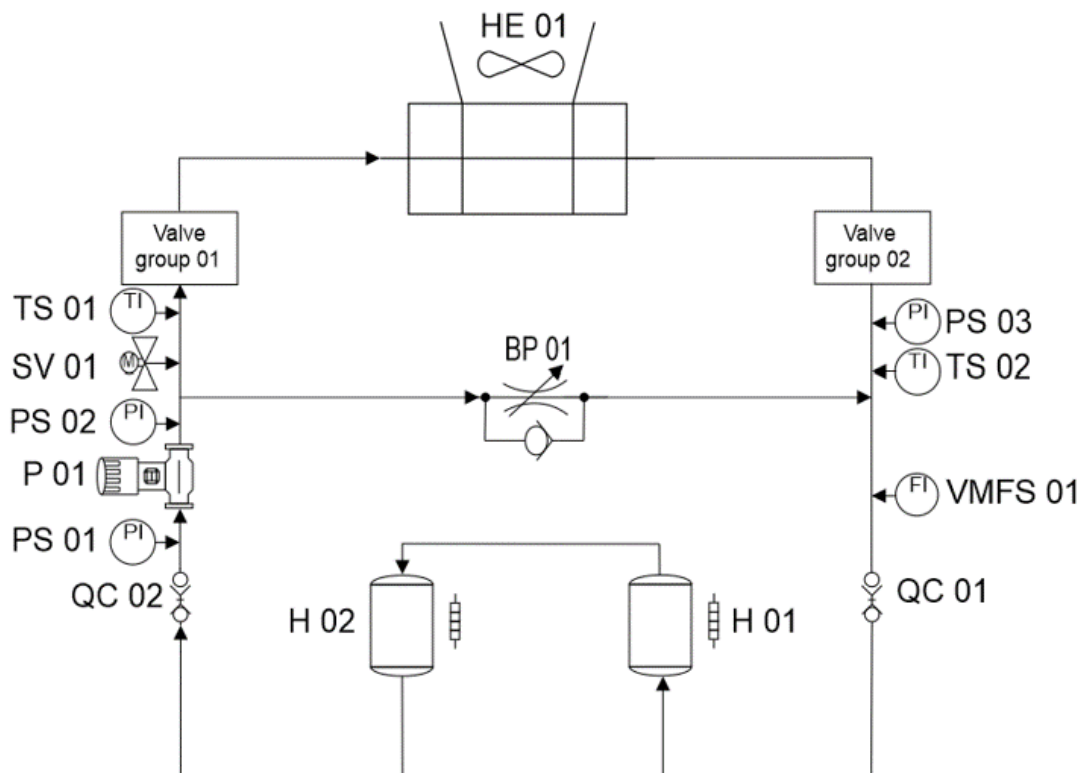 HE 01
Valve
group 01
Valve
group 02
TS 01
TI
PI
PS 03
SV 01
M
BP 01
TI
TS 02
PS 02
PI
P 01
FI
VMFS 01
PS 01
PI
QC 02
QC 01
H 02
H 01